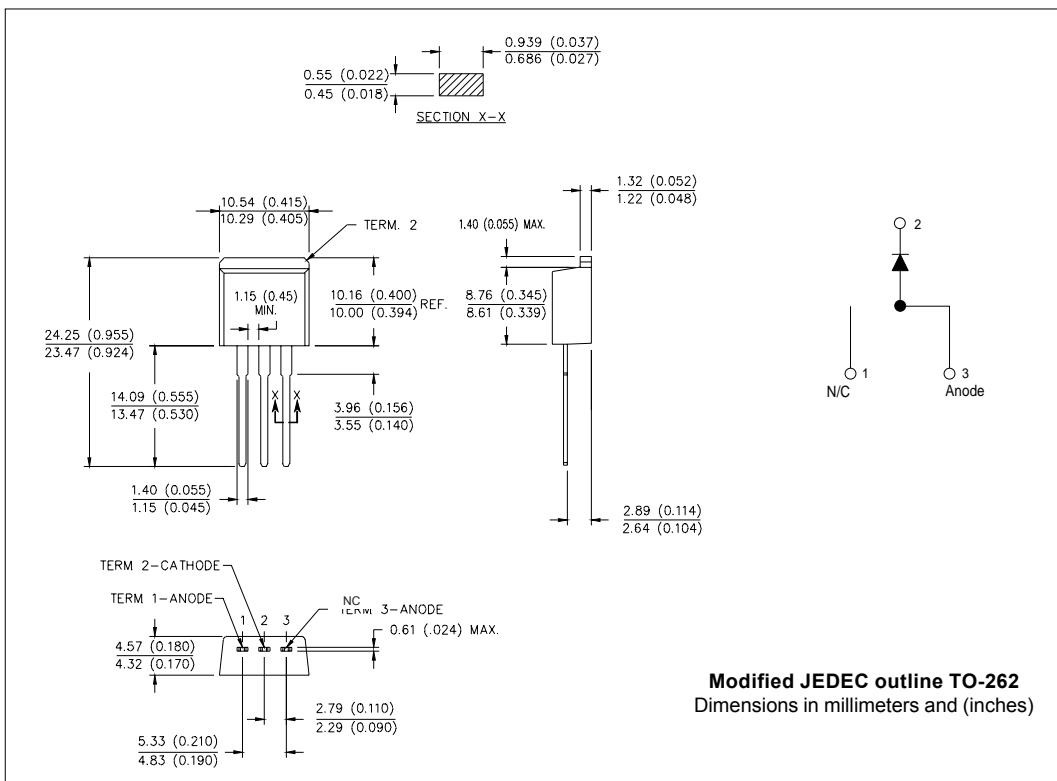 0.939 (0.037)
0.686 (0.027)
0.55 (0.022)
0.45 (0.018)
SECTION X-X
1.32 (0.052)
1.22 (0.048)
10.54 (0.415)
10.29 (0.405)
TERM. 2
1.40 (0.055) MAX.
2
1.15 (0.45)
MIN.
10.16 (0.400)
10.00 (0.394)
REF.
8.76 (0.345)
8.61 (0.339)
24.25 (0.955)
23.47 (0.924)
14.09 (0.555)
13.47 (0.530)
X X
3.96 (0.156)
3.55 (0.140)
1
N/C
3
Anode
1.40 (0.055)
1.15 (0.045)
2.89 (0.114)
2.64 (0.104)
TERM 2-CATHODE
TERM 1-ANODE
NC
3-ANODE
1 2 3
0.61 (.024) MAX.
4.57 (0.180)
4.32 (0.170)
2.79 (0.110)
2.29 (0.090)
5.33 (0.210)
4.83 (0.190)
Modified JEDEC outline TO-262
Dimensions in millimeters and (inches)